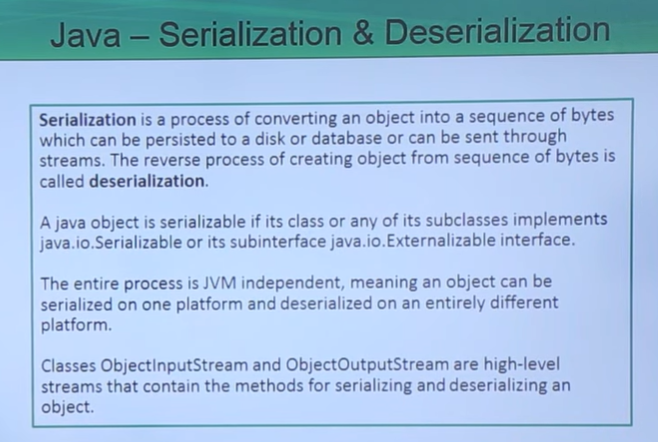 Java – Serialization & Deserialization
Serialization is a process of converting an object into a sequence of bytes
which can be persisted to a disk or database or can be sent through
streams. The reverse process of creating object from sequence of bytes is
called deserialization.
A java object is serializable if its class or any of its subclasses implements
java.io.Serializable or its subinterface java.io.Externalizable interface.
The entire process is JVM independent, meaning an object can be
serialized on one platform and deserialized on an entirely different
platform.
Classes ObjectInputStream and ObjectOutputStream are high-level
streams that contain the methods for serializing and deserializing an
object.